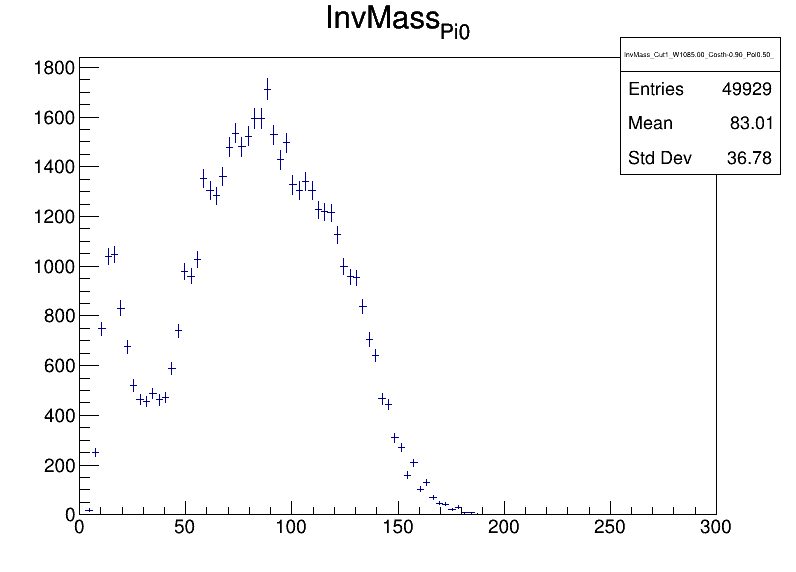 InvMass_Pi0
InvMass_Cut1_W1085.00_Costh-0.90_Pol0.50_
Entries 49929
Mean 83.01
Std Dev 36.78
1800
1600
1400
1200
1000
800
600
400
200
0
0 50 100 150 200 250 300